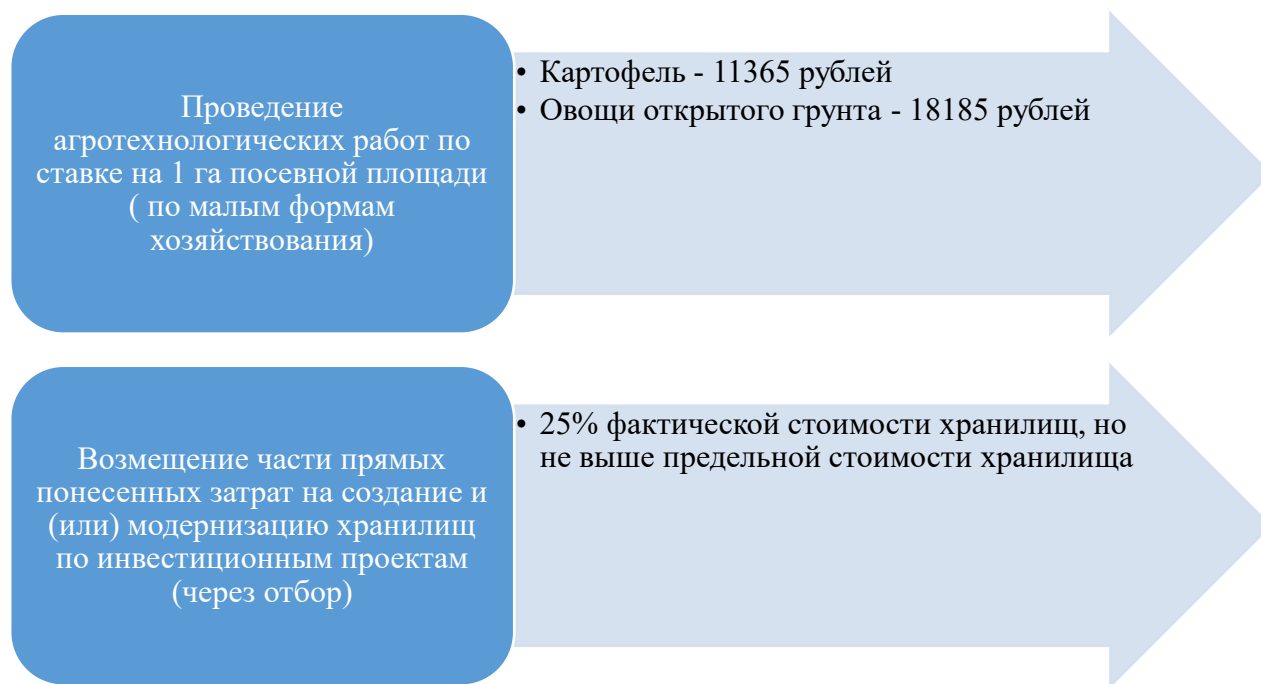 Проведение
агротехнологических работ по
ставке на 1 га посевной площади
( по малым формам
хозяйствования)
• Картофель - 11365 рублей
• Овощи открытого грунта - 18185 рублей
Возмещение части прямых
понесенных затрат на создание и
(или) модернизацию хранилищ
по инвестиционным проектам
(через отбор)
• 25% фактической стоимости хранилищ, но
не выше предельной стоимости хранилища